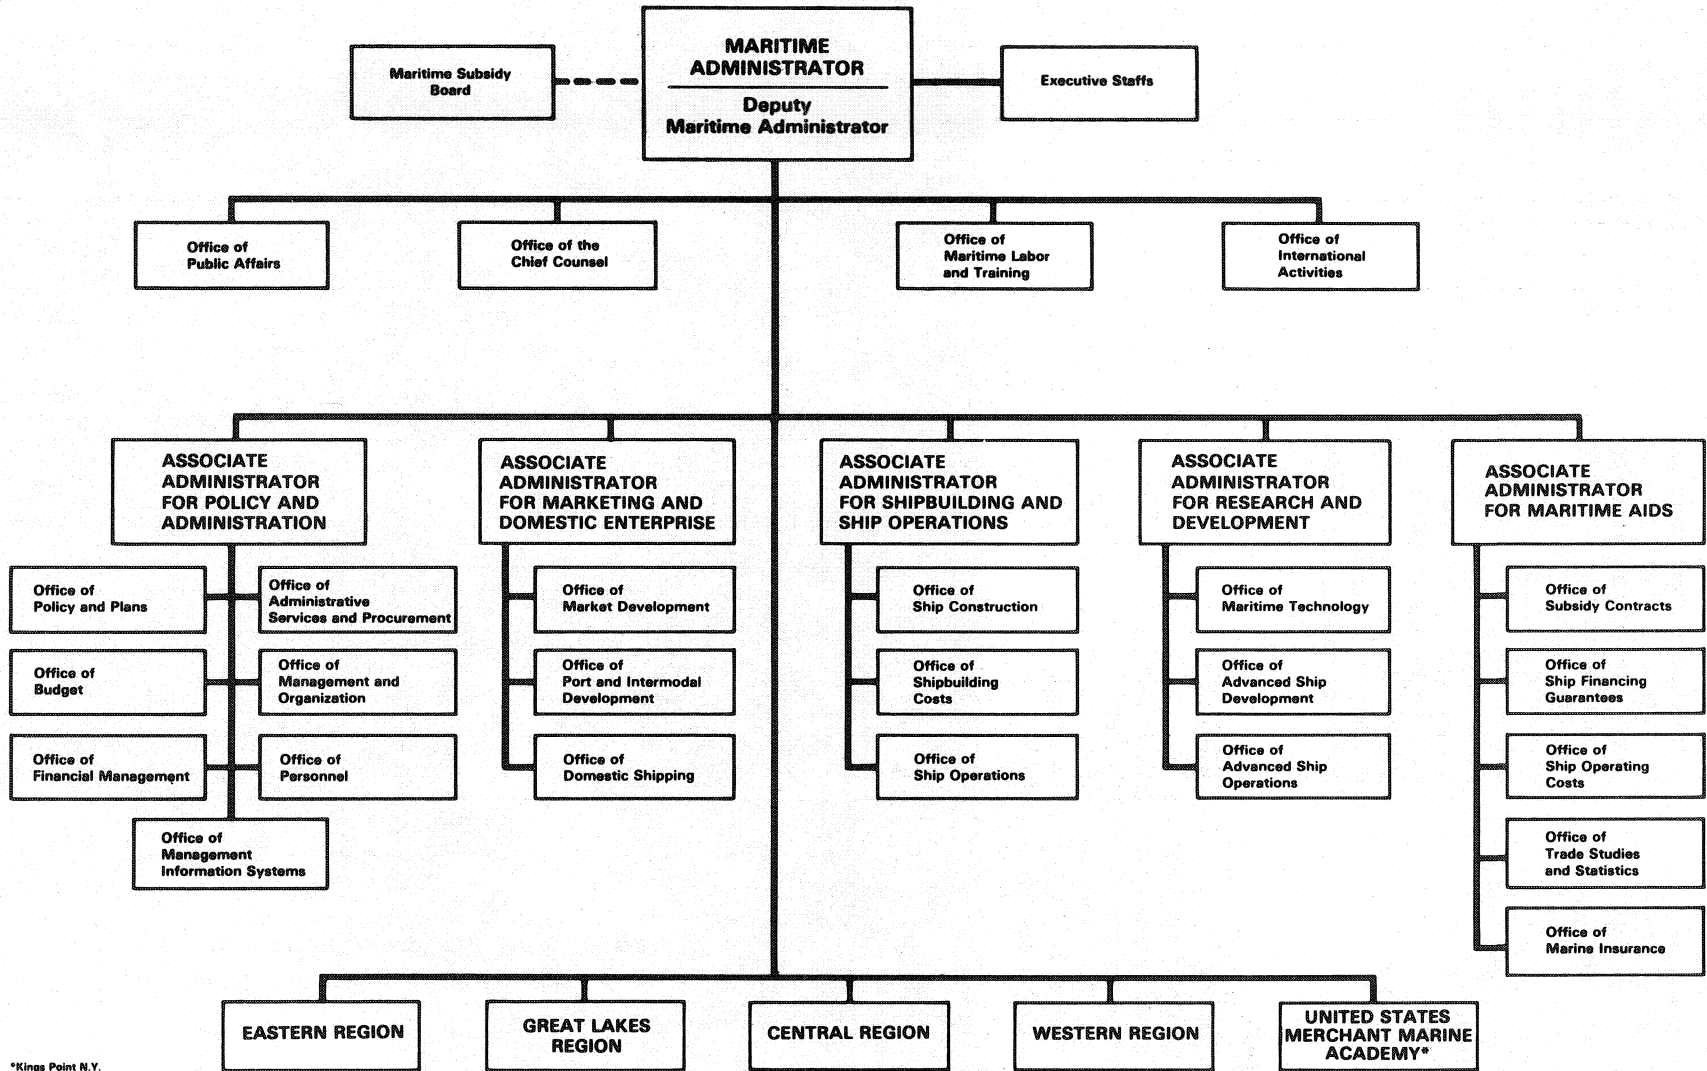 MARITIME
ADMINISTRATOR
Deputy
Maritime Administrator
Maritime Subsidy
Board
Executive Staffs
Office of
Public Affairs
Office of the
Chief Counsel
Office of
Maritime Labor
and Training
Office of
International
Activities
ASSOCIATE
ADMINISTRATOR
FOR POLICY AND
ADMINISTRATION
Office of
Policy and Plans
Office of
Administrative
Services and Procurement
Office of
Budget
Office of
Management and
Organization
Office of
Financial Management
Office of
Personnel
Office of
Management
Information Systems
ASSOCIATE
ADMINISTRATOR
FOR MARKETING AND
DOMESTIC ENTERPRISE
Office of
Market Development
Office of
Port and Intermodal
Development
Office of
Domestic Shipping
ASSOCIATE
ADMINISTRATOR
FOR SHIPBUILDING AND
SHIP OPERATIONS
Office of
Ship Construction
Office of
Shipbuilding
Costs
Office of
Ship Operations
ASSOCIATE
ADMINISTRATOR
FOR RESEARCH AND
DEVELOPMENT
Office of
Maritime Technology
Office of
Advanced Ship
Development
Office of
Advanced Ship
Operations
ASSOCIATE
ADMINISTRATOR
FOR MARITIME AIDS
Office of
Subsidy Contracts
Office of
Ship Financing
Guarantees
Office of
Ship Operating
Costs
Office of
Trade Studies
and Statistics
Office of
Marine Insurance
EASTERN REGION
GREAT LAKES
REGION
CENTRAL REGION
WESTERN REGION
UNITED STATES
MERCHANT MARINE
ACADEMY*
*Kings Point N.Y.